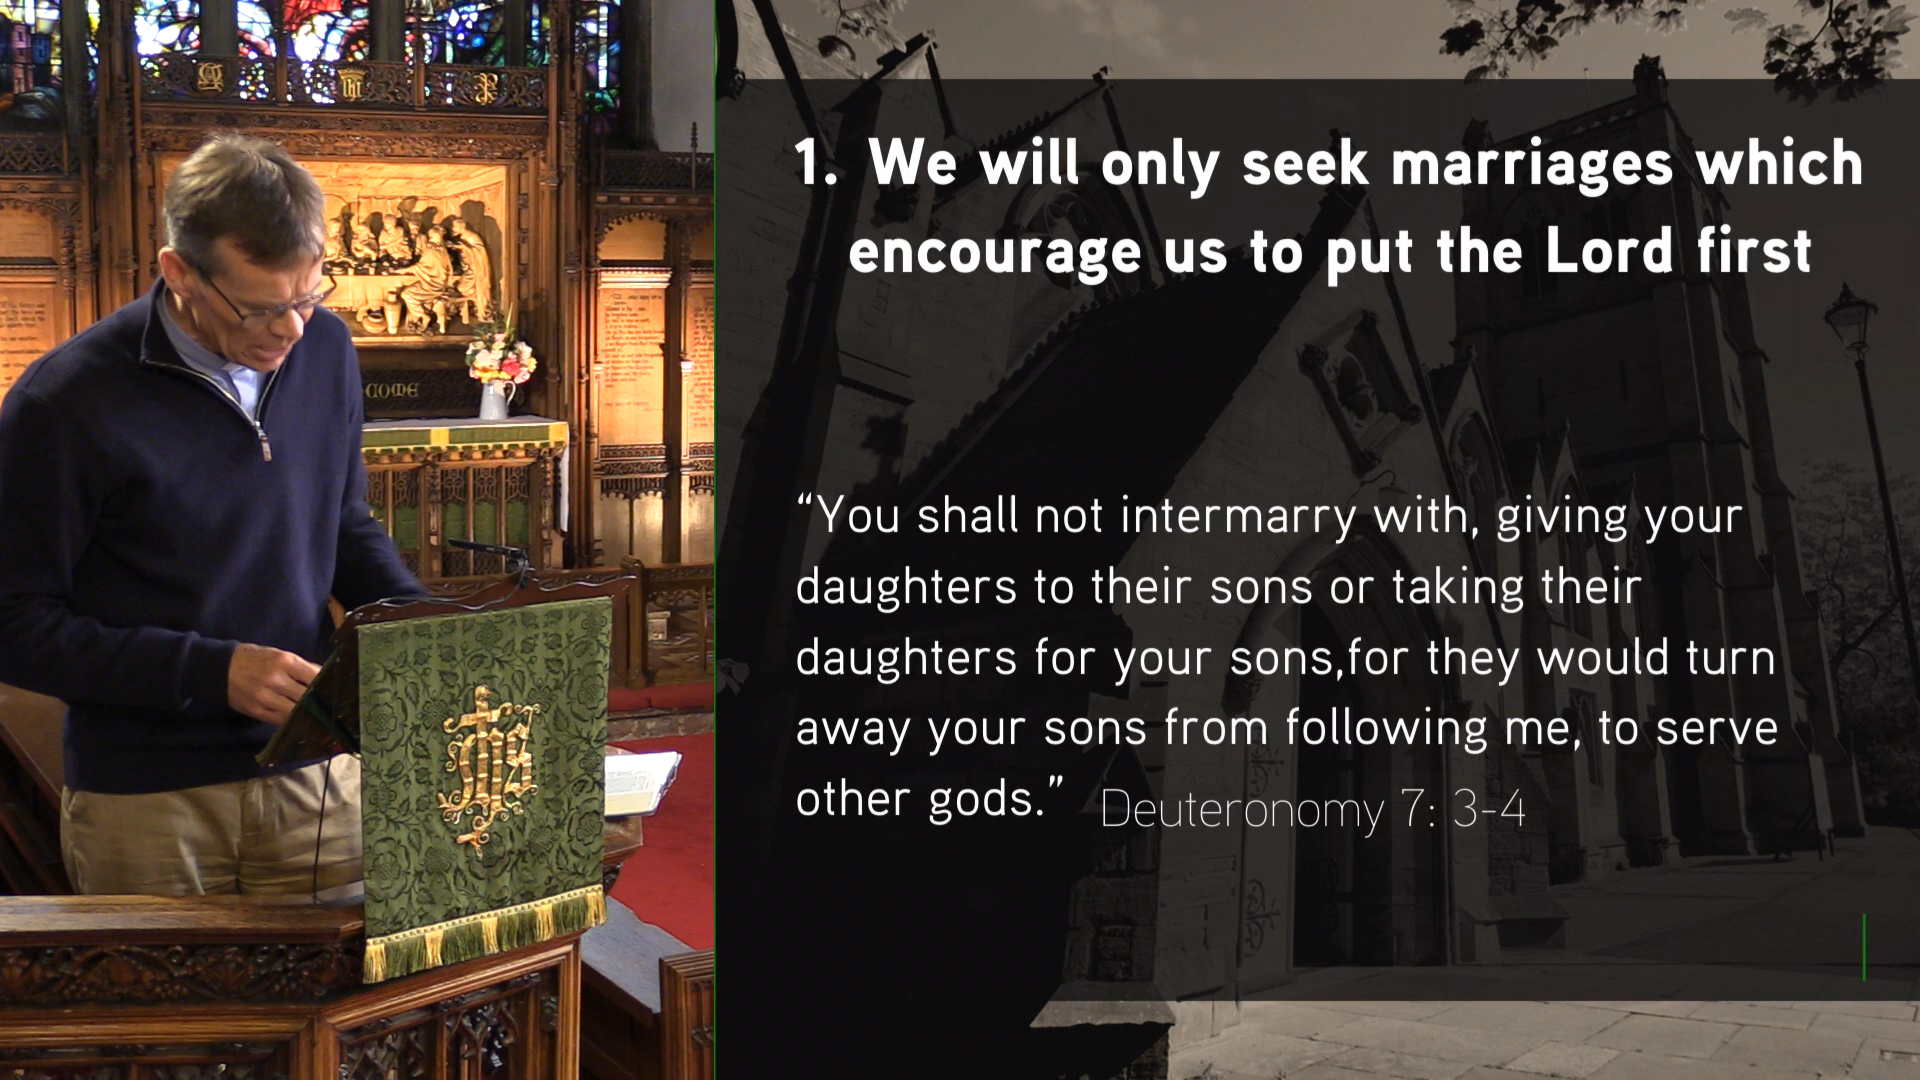 1. We will only seek marriages which
encourage us to put the Lord first
“You shall not intermarry with, giving your
daughters to their sons or taking their
daughters for your sons,for they would turn
away your sons from following me, to serve
other gods.” Deuteronomy 7: 3-4
COME
IHS